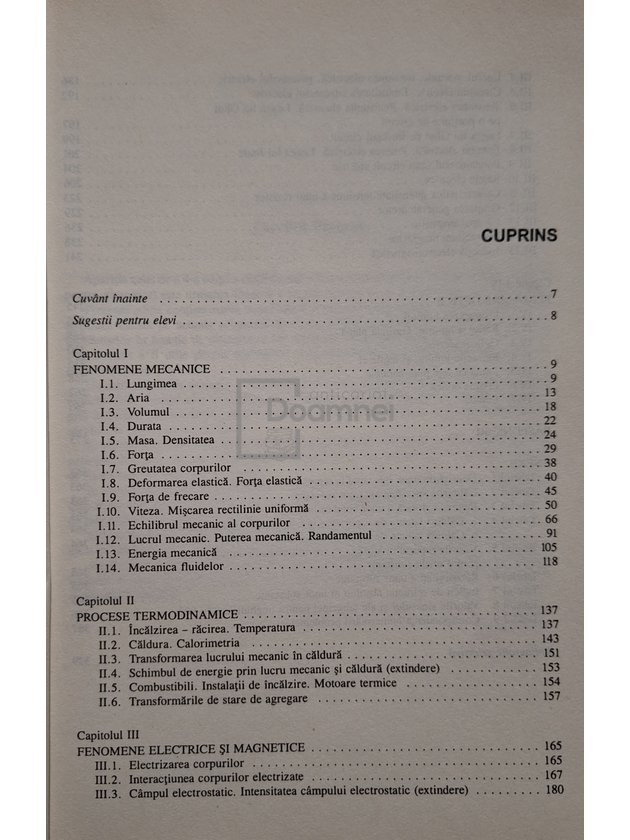 CUPRINS
Cuvânt înainte 7
Sugestii pentru elevi 8
Capitolul I
FENOMENE MECANICE 9
I.1. Lungimea 9
I.2. Aria 13
I.3. Volumul 18
I.4. Durata 22
I.5. Masa. Densitatea 24
I.6. Forța 29
I.7. Greutatea corpurilor 38
I.8. Deformarea elastică. Forța elastică 40
I.9. Forța de frecare 45
I.10. Viteza. Mișcarea rectilinie uniformă 50
I.11. Echilibrul mecanic al corpurilor 66
I.12. Lucrul mecanic. Puterea mecanică. Randamentul 91
I.13. Energia mecanică 105
I.14. Mecanica fluidelor 118
Capitolul II
PROCESE TERMODINAMICE 137
II.1. Încălzirea – răcirea. Temperatura 137
II.2. Căldura. Calorimetria 143
II.3. Transformarea lucrului mecanic în căldură 151
II.4. Schimbul de energie prin lucru mecanic și căldură (extindere) 153
II.5. Combustibili. Instalații de încălzire. Motoare termice 154
II.6. Transformările de stare de agregare 157
Capitolul III
FENOMENE ELECTRICE ȘI MAGNETICE 165
III.1. Electrizarea corpurilor 165
III.2. Interacțiunea corpurilor electrizate 167
III.3. Câmpul electrostatic. Intensitatea câmpului electrostatic (extindere) 180
Doamnei